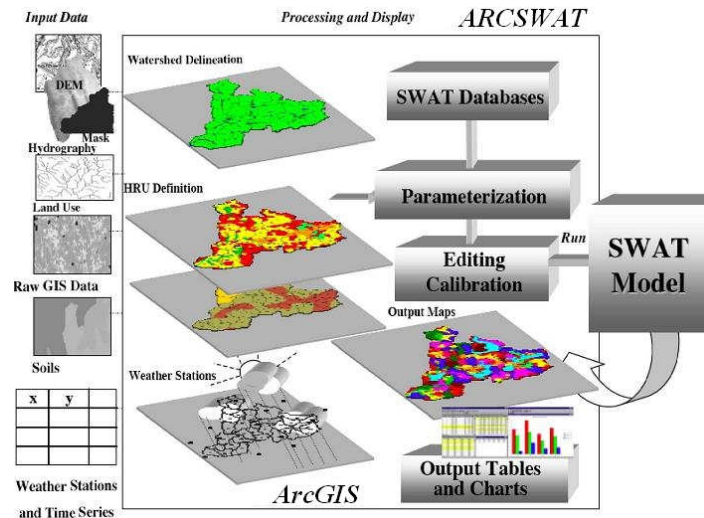 Input Data
Processing and Display
ARCSWAT
Watershed Delineation
DEM
Mask
Hydrography
Land Use
Raw GIS Data
Soils
x y
Weather Stations
and Time Series
HRU Definition
Weather Stations
ArcGIS
SWAT Databases
Parameterization
Editing
Calibration
Run
SWAT
Model
Output Maps
Output Tables
and Charts